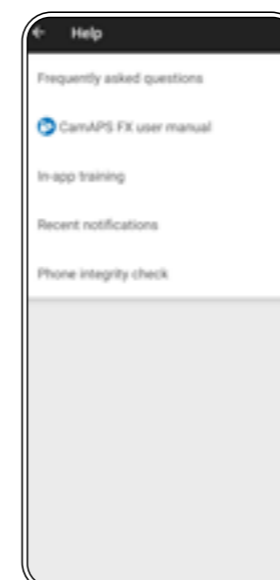 Help
Frequently asked questions
CamAPS FX user manual
In-app training
Recent notifications
Phone integrity check